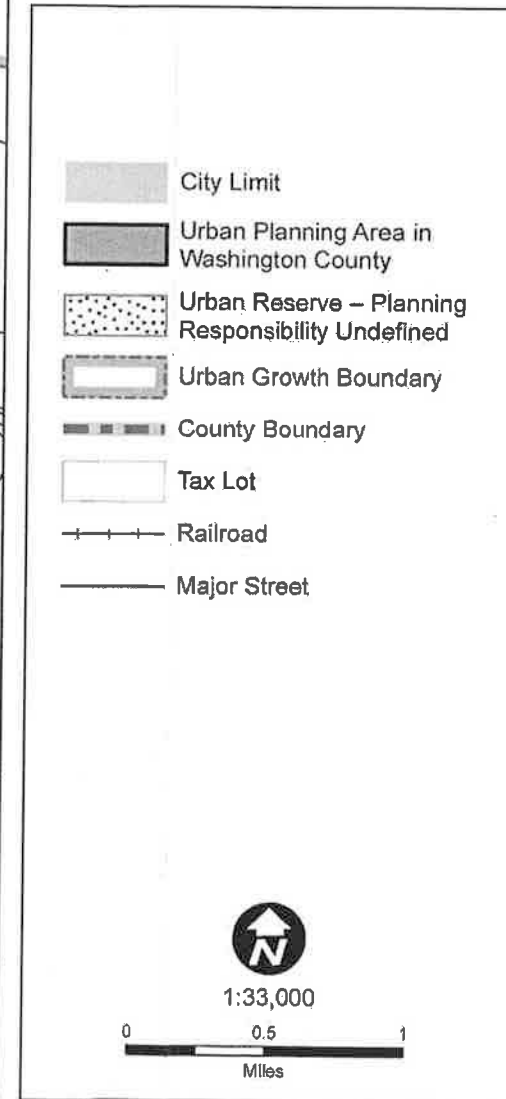 City Limit
Urban Planning Area in
Washington County
Urban Reserve – Planning
Responsibility Undefined
Urban Growth Boundary
County Boundary
Tax Lot
Railroad
Major Street
N
1:33,000
0 0.5 1
Miles